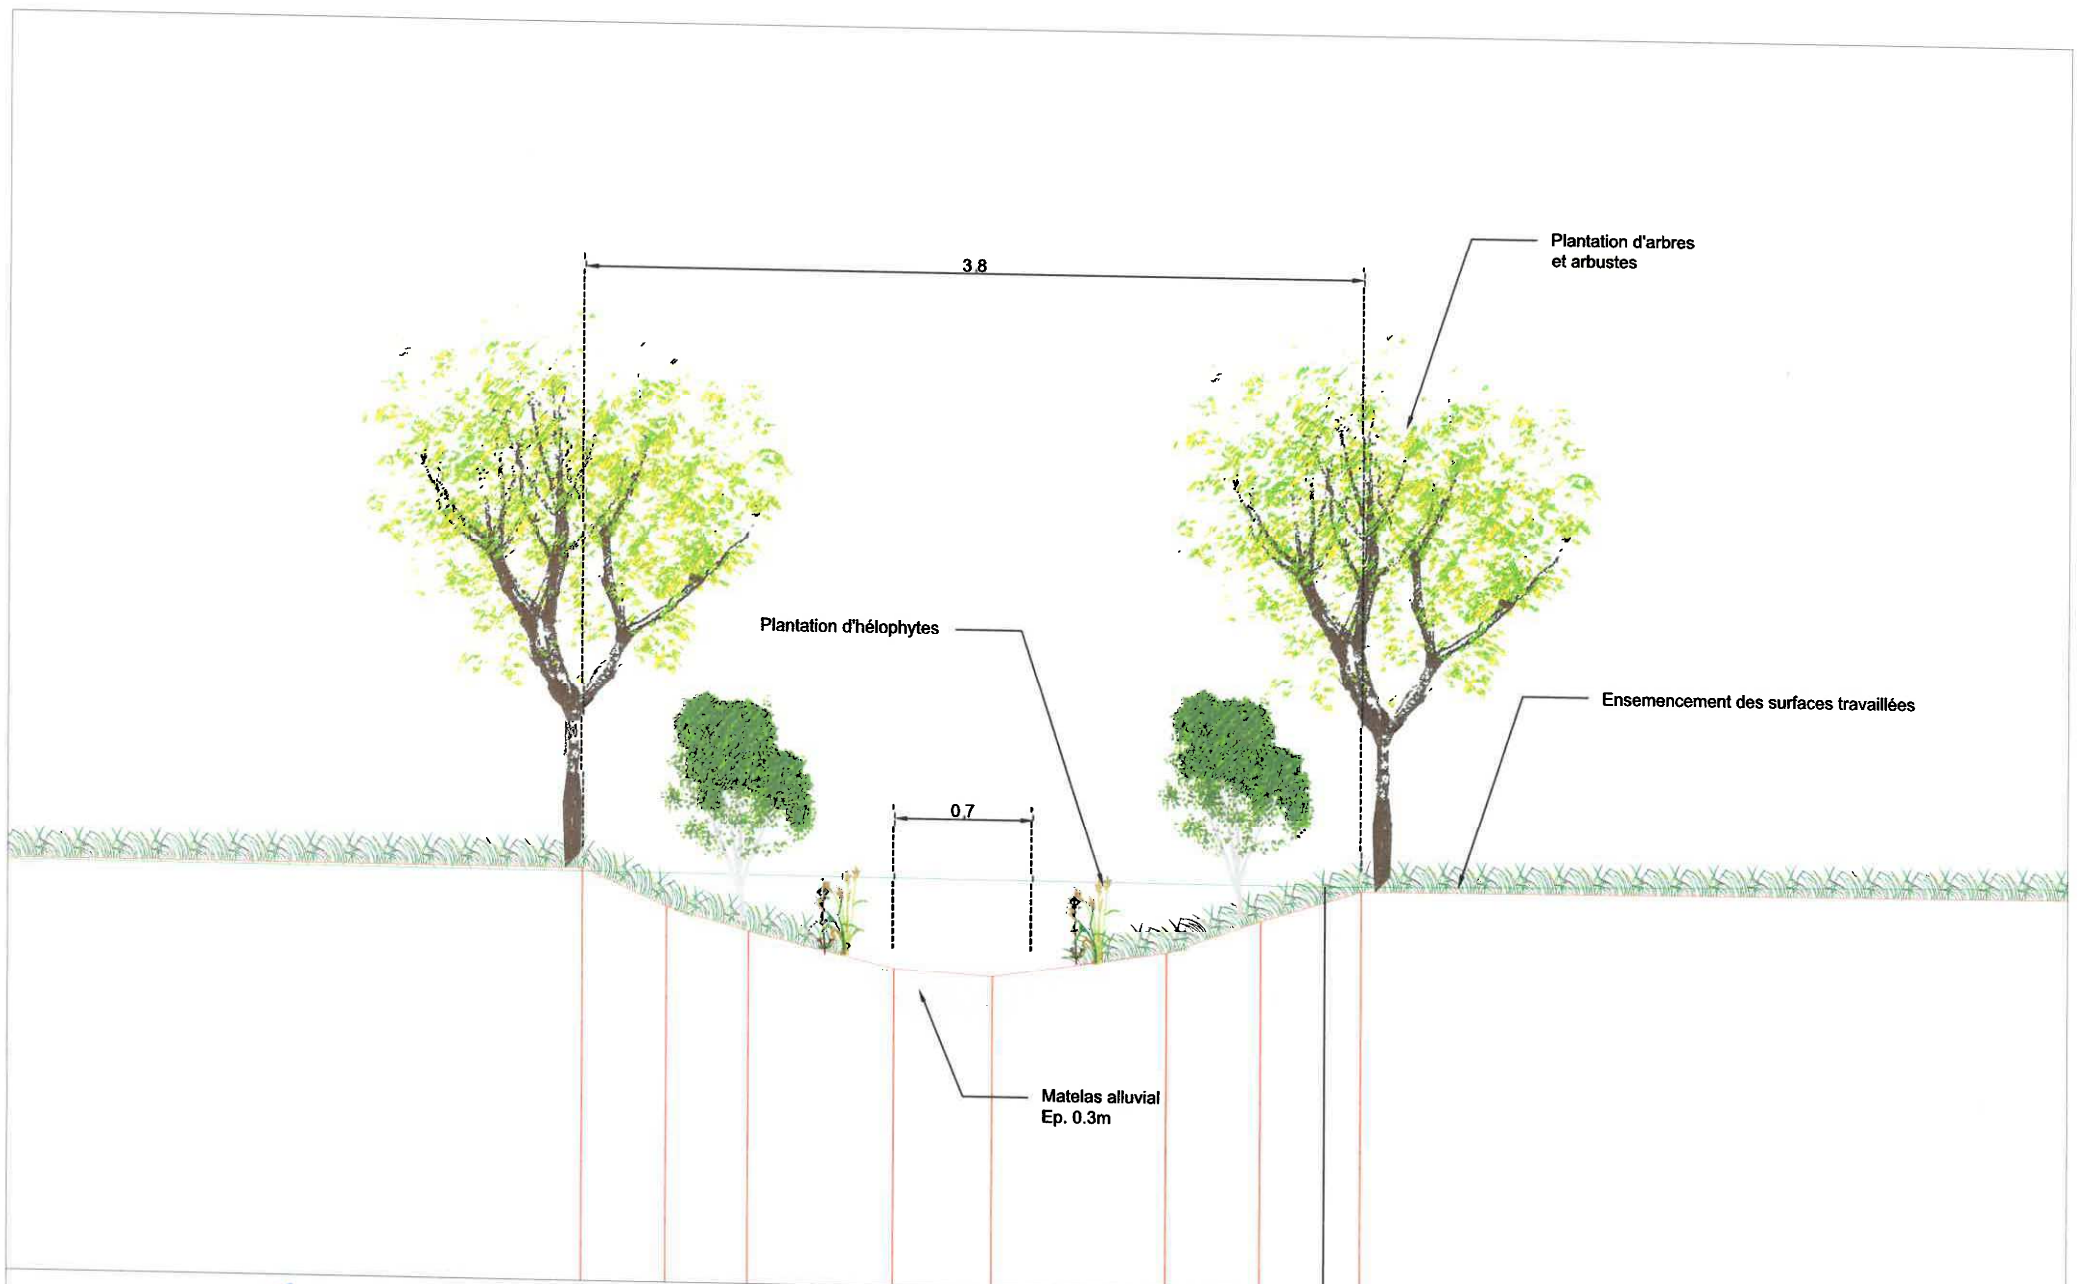 3.8
Plantation d'arbres
et arbustes
Plantation d'hélophytes
Ensemencement des surfaces travaillées
0.7
Matelas alluvial
Ep. 0.3m